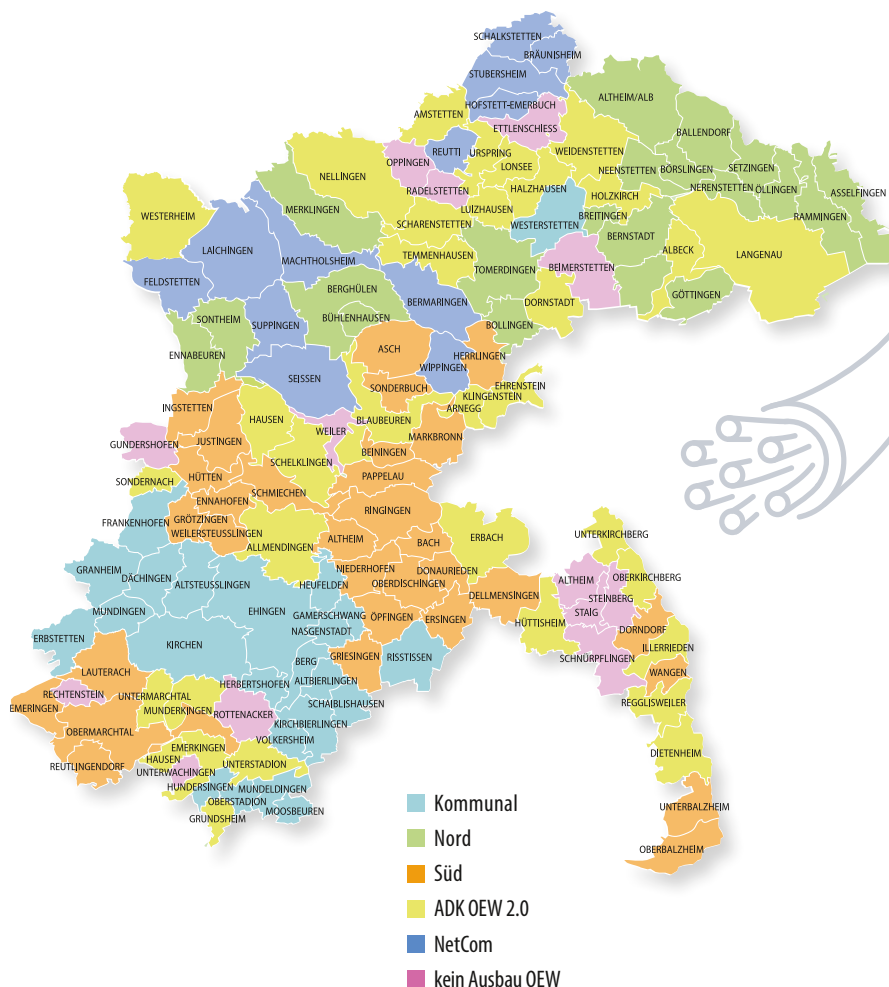 SCHALKSTETTEN
BRÄUNISHEIM
STUBERSHEIM
ALTHEIM/ALB
HOFSTETT-EMERBUCH
AMSTETTEN
ETTLENSCHIESS
BALLENDORF
REUTTI
URSPRING
WEIDENSTETTEN
OPPINGEN
LONSEE
NEENSTETTEN
BÖRSLINGEN
SETZINGEN
NELLINGEN
RADELSTETTEN
HALZHAUSEN
HOLZKIRCH
NERENSTETTEN
ÖLLINGEN
ASSELFINGEN
MERKLINGEN
LUIZHAUSEN
BREITINGEN
RAMMINGEN
WESTERHEIM
SCHARENSTETTEN
WESTERSTETTEN
BERNSTADT
LAICHINGEN
ALBECK
LANGENAU
MACHTHOLSHEIM
TEMMENHAUSEN
TOMERDINGEN
BEIMERSTETTEN
FELDSTETTEN
BERGHÜLEN
GÖTTINGEN
BERMARINGEN
DORNSTADT
SONTHEIM
SUPPINGEN
BÜHLENHAUSEN
BOLLINGEN
ENNABEUREN
ASCH
HERRLINGEN
WIPPINGEN
SEISSEN
SONDERBUCH
EHRENSTEIN
KLINGENSTEIN
INGSTETTEN
ARNEGG
HAUSEN
BLAUBEUREN
WEILER
MARKBRONN
GUNDERSHOFEN
JUSTINGEN
BEININGEN
SCHELKLINGEN
HÜTTEN
PAPPELAU
SONDERNACH
SCHMIECHEN
ENNAHOFEN
RINGINGEN
FRANKENHOFEN
GRÖTZINGEN
WEILERSTEUSSLINGEN
UNTERKIRCHBERG
ALLMENDINGEN
ALTHEIM
BACH
ERBACH
GRANHEIM
DÄCHINGEN
NIEDERHOFEN
DONAURIEDEN
ALTHEIM
OBERKIRCHBERG
ALTSTEUSSLINGEN
HEUFELDEN
OBERDISCHINGEN
DELLMENSINGEN
STEINBERG
MUNDINGEN
EHINGEN
GAMERSCHWANG
ÖPFINGEN
ERSINGEN
HÜTTISHEIM
STAIG
NASGENSTADT
DORNDORF
ERBSTETTEN
KIRCHEN
ILLERRIEDEN
BERG
GRIESINGEN
RISSTISSEN
SCHNÜRPFLINGEN
LAUTERACH
WANGEN
HERBERTSHOFEN
ALTBIERLINGEN
RECHTENSTEIN
UNTERMARCHTAL
SCHAIBLISHAUSEN
REGGLISWEILER
EMERINGEN
MUNDERKINGEN
ROTTENACKER
KIRCHBIERLINGEN
OBERMARCHTAL
VOLKERSHEIM
EMERKINGEN
DIETENHEIM
HAUSEN
UNTERSTADION
REUTLINGENDORF
UNTERWACHINGEN
HUNDERSINGEN
MUNDELDINGEN
OBERSTADION
UNTERBALZHEIM
MOOSBEUREN
GRUNDSHEIM
OBERBALZHEIM
Kommunal
Nord
Süd
ADK OEW 2.0
NetCom
kein Ausbau OEW